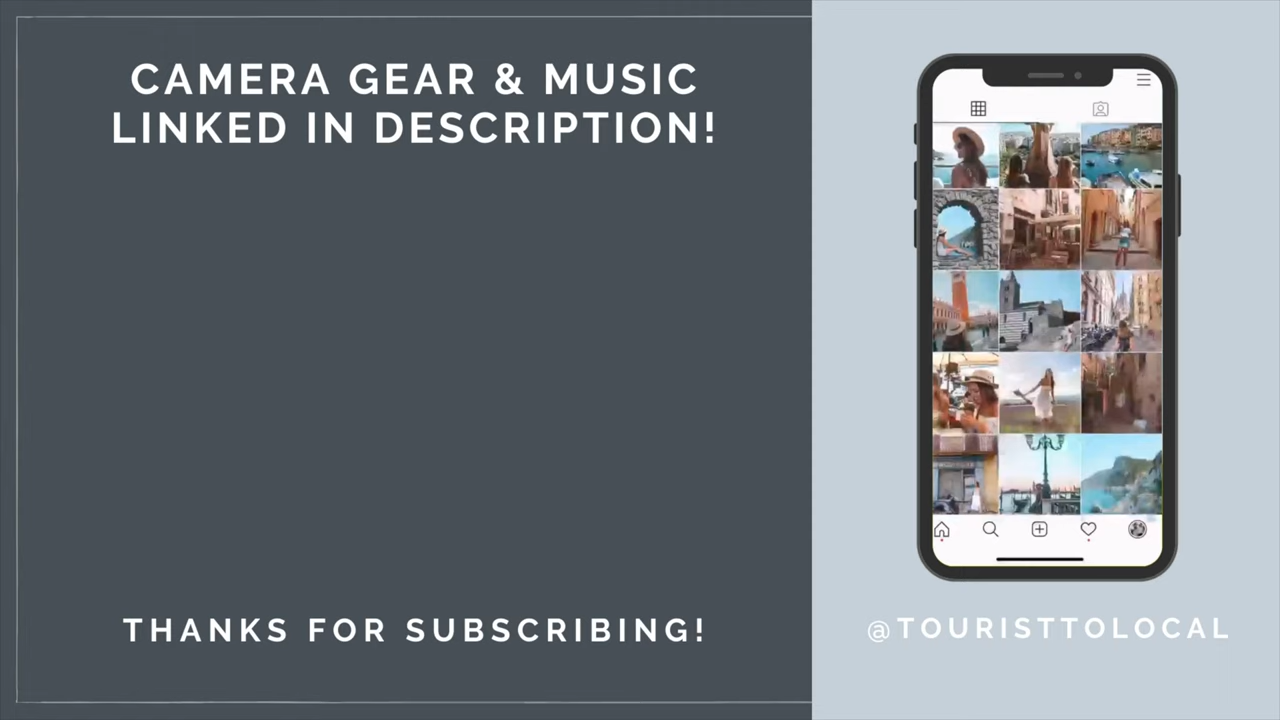 CAMERA GEAR & MUSIC
LINKED IN DESCRIPTION!
THANKS FOR SUBSCRIBING!
@TOURISTTOLOCAL